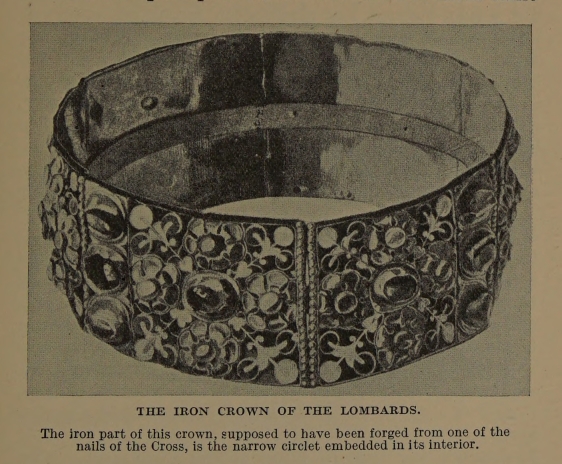 THE IRON CROWN OF THE LOMBARDS.
The iron part of this crown, supposed to have been forged from one of the
nails of the Cross, is the narrow circlet embedded in its interior.